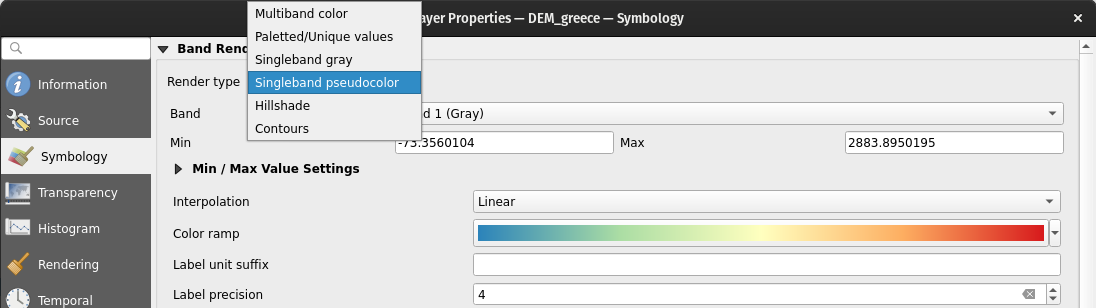 ayer Properties — DEM_greece — Symbology
Multiband color
Paletted/Unique values
Singleband gray
Singleband pseudocolor
Hillshade
Contours
Information
Source
Symbology
Transparency
Histogram
Rendering
Temporal
Band Ren
Render type
Band
d 1 (Gray)
Min
-73.3560104
Max
2883.8950195
Min / Max Value Settings
Interpolation
Linear
Color ramp
Label unit suffix
Label precision
4